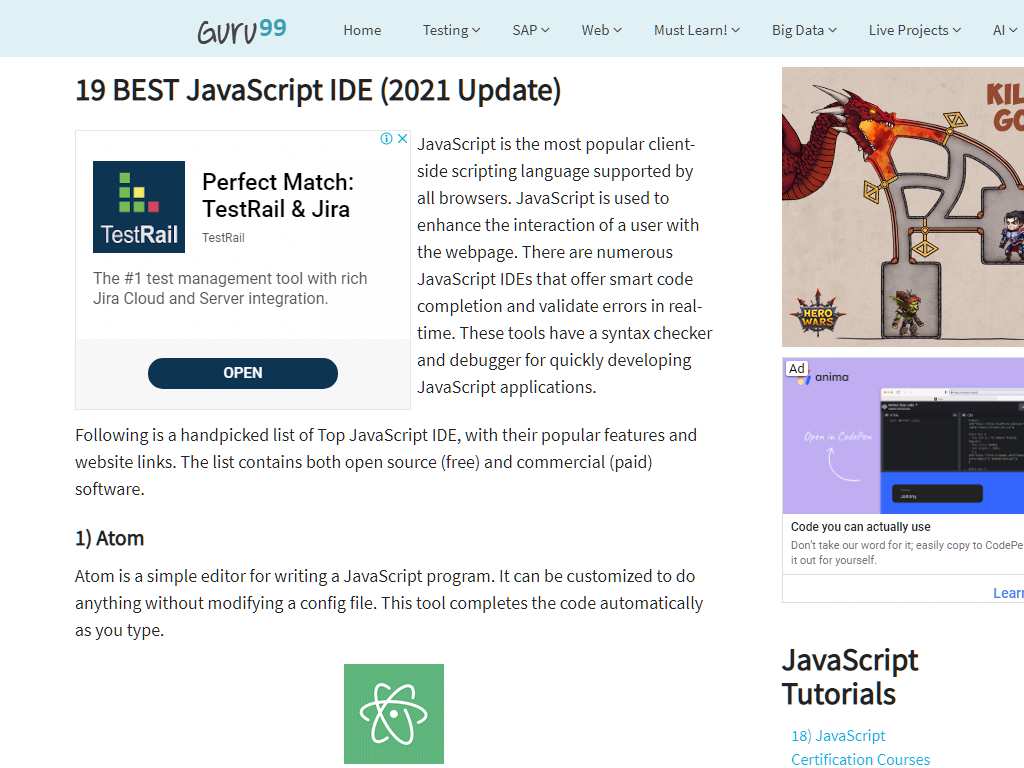 Guru99
Home
Testing
SAP
Web
Must Learn!
Big Data
Live Projects
AI
19 BEST JavaScript IDE (2021 Update)
TestRail
Perfect Match:
TestRail & Jira
TestRail
The #1 test management tool with rich
Jira Cloud and Server integration.
OPEN
JavaScript is the most popular client-
side scripting language supported by
all browsers. JavaScript is used to
enhance the interaction of a user with
the webpage. There are numerous
JavaScript IDEs that offer smart code
completion and validate errors in real-
time. These tools have a syntax checker
and debugger for quickly developing
JavaScript applications.
Following is a handpicked list of Top JavaScript IDE, with their popular features and
website links. The list contains both open source (free) and commercial (paid)
software.
1) Atom
Atom is a simple editor for writing a JavaScript program. It can be customized to do
anything without modifying a config file. This tool completes the code automatically
as you type.
KIL
GO
HERO
WARS
Ad
anima
Open in CodePen
Johnny
Code you can actually use
Don't take our word for it; easily copy to CodePe
it out for yourself.
Learn
JavaScript
Tutorials
18) JavaScript
Certification Courses